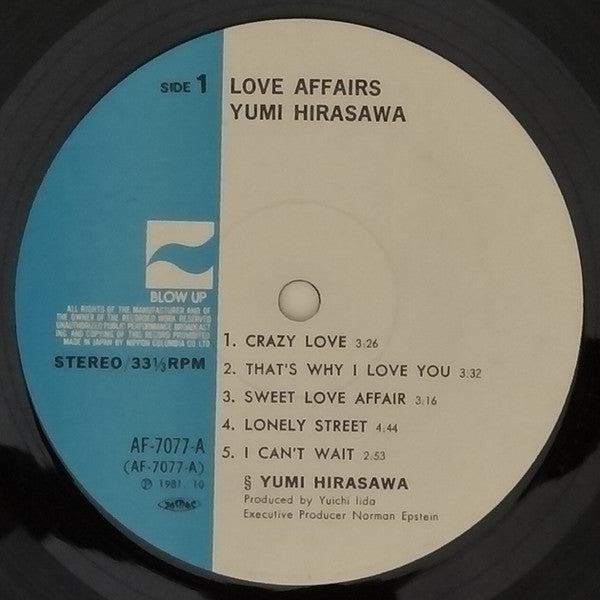 SIDE 1
LOVE AFFAIRS
YUMI HIRASAWA
BLOW UP
ALL RIGHTS OF THE MANUFACTURER AND OF
THE OWNER OF THE RECORDED WORK RESERVED
UNAUTHORIZED PUBLIC PERFORMANCE BROADCAST
ING AND COPYING OF THIS RECORD PROHIBITED
MADE IN JAPAN BY NIPPON COLUMBIA CO LTD
STEREO/33⅓RPM
AF-7077-A
(AF-7077-A)
Ⓟ 1981. 10
1. CRAZY LOVE 3:26
2. THAT'S WHY I LOVE YOU 3:32
3. SWEET LOVE AFFAIR 3:16
4. LONELY STREET 4:44
5. I CAN'T WAIT 2:53
§ YUMI HIRASAWA
Produced by Yuichi Iida
Executive Producer Norman Epstein